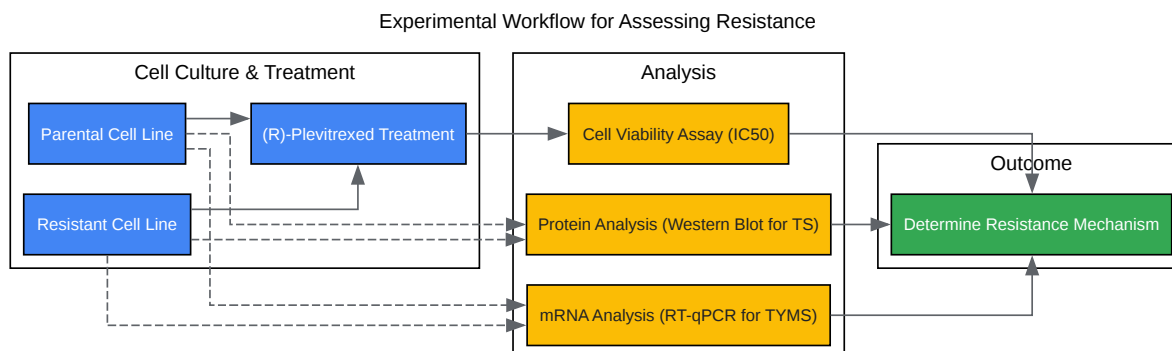 Experimental Workflow for Assessing Resistance
Cell Culture & Treatment
Analysis
Parental Cell Line
(R)-Plevitrexed Treatment
Cell Viability Assay (IC50)
Outcome
Resistant Cell Line
Protein Analysis (Western Blot for TS)
Determine Resistance Mechanism
mRNA Analysis (RT-qPCR for TYMS)